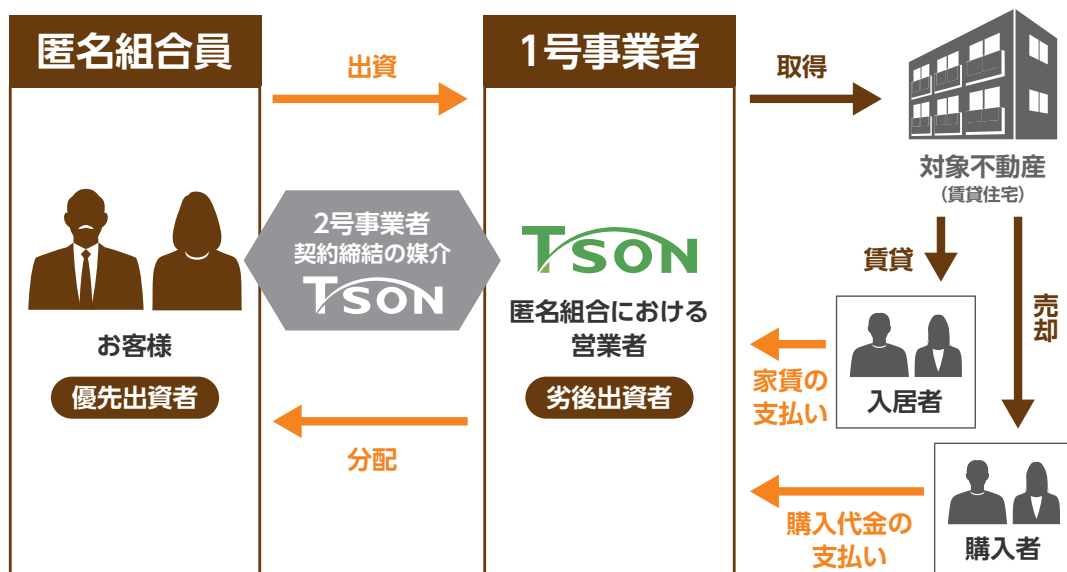 匿名組合員
出資
1号事業者
取得
対象不動産
(賃貸住宅)
2号事業者
契約締結の媒介
TSON
TSON
匿名組合における
営業者
お客様
優先出資者
劣後出資者
分配
賃貸
売却
家賃の
支払い
入居者
購入代金の
支払い
購入者